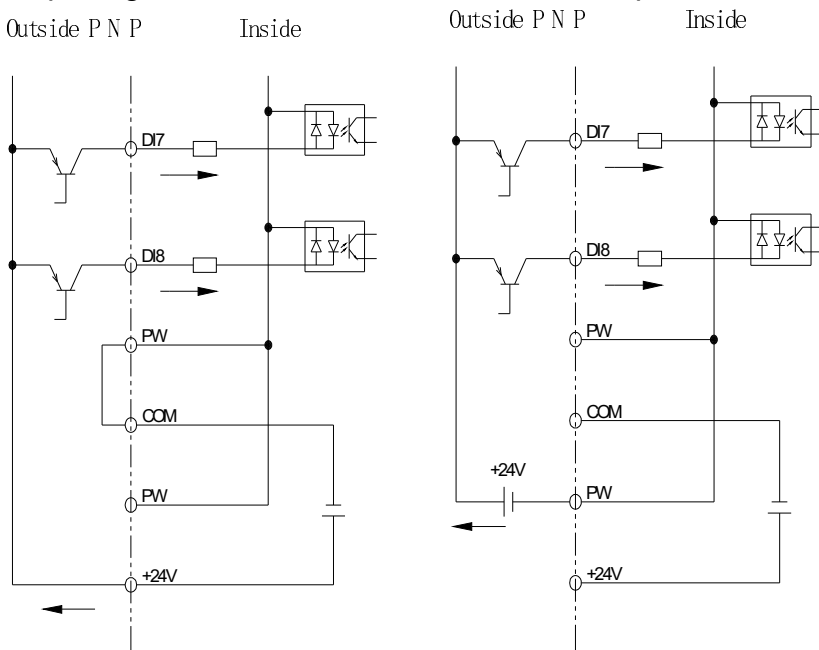 Outside P N P Inside
DI7
DI8
PW
COM
PW
+24V
Outside P N P Inside
DI7
DI8
PW
COM
+24V
PW
+24V